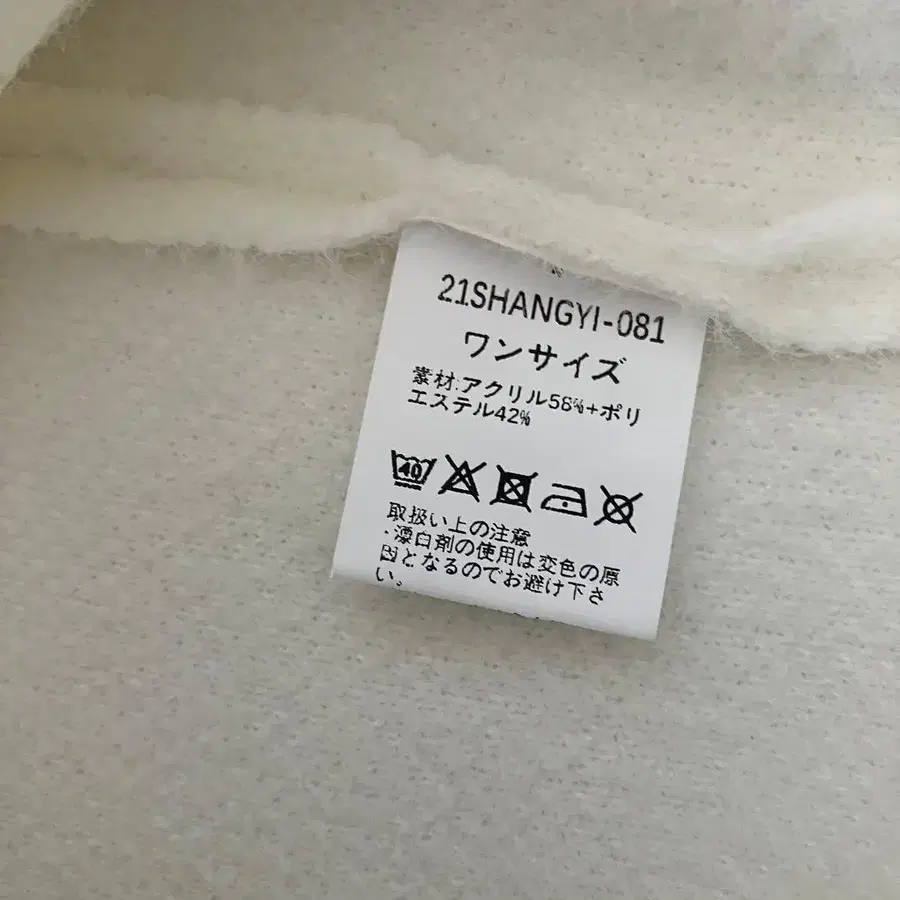 21SHANGYI-081
ワンサイズ
素材:アクリル58%+ポリ
エステル42%
40
取扱い上の注意
・漂白剤の使用は変色の原
因となるのでお避け下さ
い。